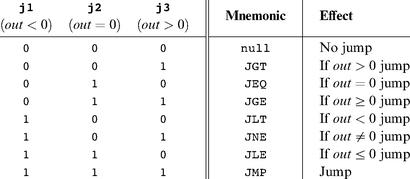 j1 j2 j3 Mnemonic Effect
(out < 0) (out = 0) (out > 0)
0 0 0 null No jump
0 0 1 JGT If out > 0 jump
0 1 0 JEQ If out = 0 jump
0 1 1 JGE If out ≥ 0 jump
1 0 0 JLT If out < 0 jump
1 0 1 JNE If out ≠ 0 jump
1 1 0 JLE If out ≤ 0 jump
1 1 1 JMP Jump